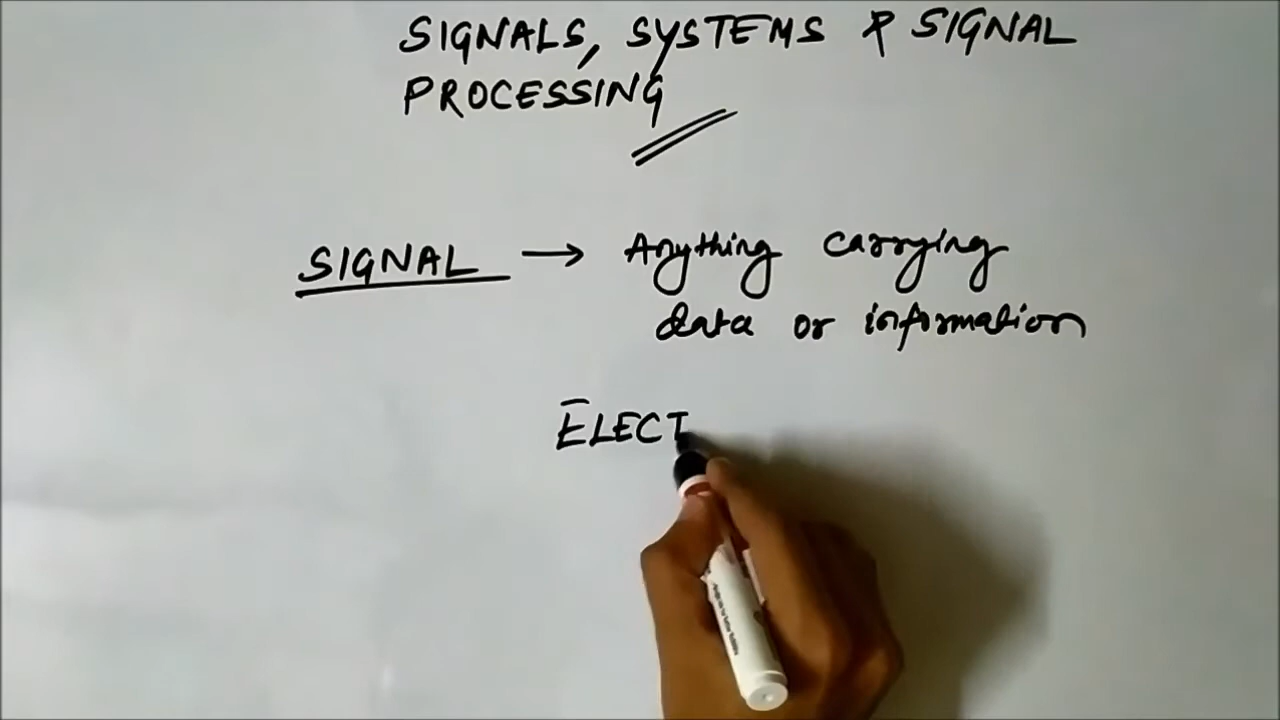 SIGNALS, SYSTEMS & SIGNAL
PROCESSING
SIGNAL → Anything carrying
data or information
ELECT